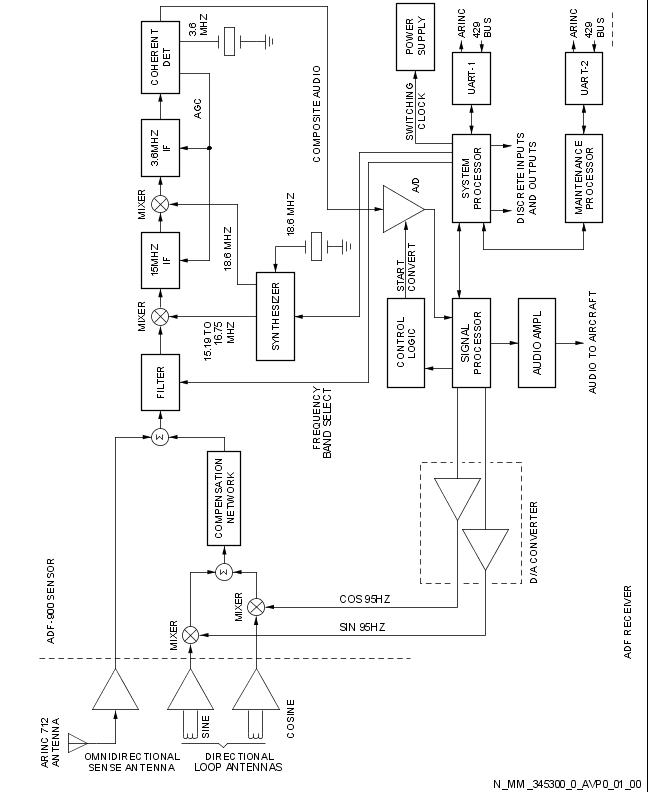 3.6
MHZ
COHERENT
DET
AGC
3.6MHZ
IF
MIXER
15MHZ
IF
MIXER
FILTER
Σ
18.6 MHZ
18.6 MHZ
15.19 TO
16.75
MHZ
SYNTHESIZER
COMPOSITE AUDIO
FREQUENCY
BAND SELECT
POWER
SUPPLY
SWITCHING
CLOCK
A/D
START
CONVERT
CONTROL
LOGIC
ARINC
429
BUS
UART-1
SYSTEM
PROCESSOR
DISCRETE INPUTS
AND OUTPUTS
ARINC
429
BUS
UART-2
MAINTENANCE
PROCESSOR
SIGNAL
PROCESSOR
AUDIO AMPL
AUDIO TO AIRCRAFT
COMPENSATION
NETWORK
Σ
MIXER
MIXER
COS 95HZ
SIN 95HZ
D/A CONVERTER
ADF-900 SENSOR
ADF RECEIVER
ARINC 712
ANTENNA
OMNIDIRECTIONAL
SENSE ANTENNA
SINE
COSINE
DIRECTIONAL
LOOP ANTENNAS
N_MM_345300_0_AVP0_01_00